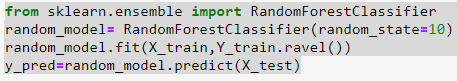 from sklearn.ensemble import RandomForestClassifier
random_model= RandomForestClassifier(random_state=10)
random_model.fit(X_train,Y_train.ravel())
y_pred=random_model.predict(X_test)